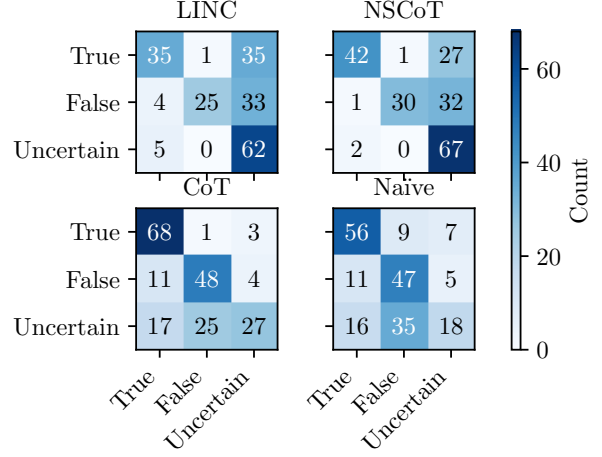 LINC
NSCoT
True 35 1 35 42 1 27
False 4 25 33 1 30 32
Uncertain 5 0 62 2 0 67
CoT
Naïve
True 68 1 3 56 9 7
False 11 48 4 11 47 5
Uncertain 17 25 27 16 35 18
True False Uncertain True False Uncertain
60
40
20
0
Count